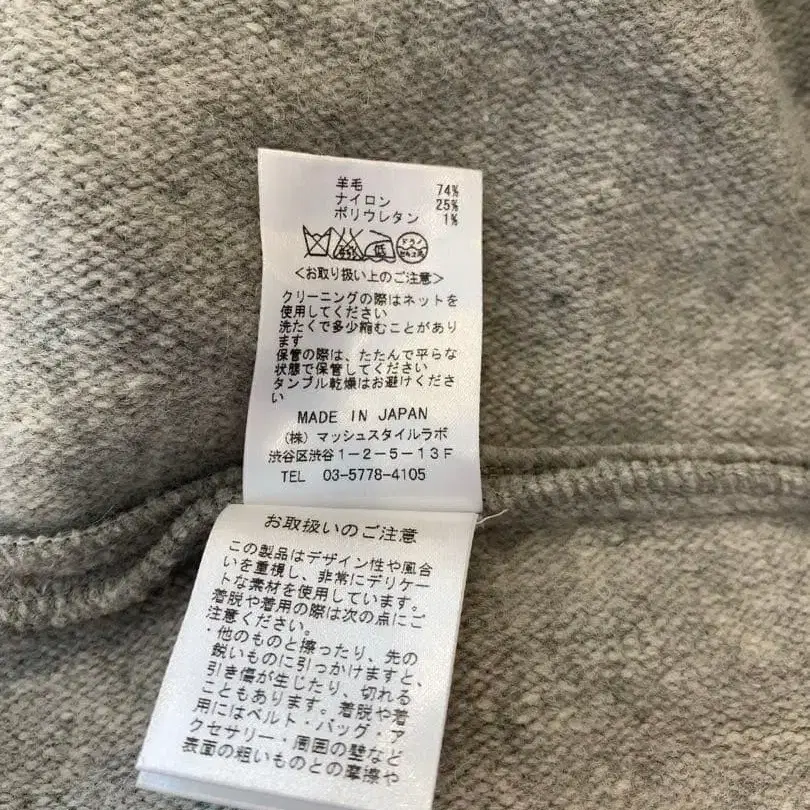 羊毛 74%
ナイロン 25%
ポリウレタン 1%
低 ドライ
<お取り扱い上のご注意>
クリーニングの際はネットを
使用してください
洗たくで多少縮むことがあり
ます
保管の際は、たたんで平らな
状態で保管してください
タンブル乾燥はお避けくださ
い
MADE IN JAPAN
(株) マッシュスタイルラボ
渋谷区渋谷1-2-5-13F
TEL 03-5778-4105
お取扱いのご注意
この製品はデザイン性や風合
いを重視し、非常にデリケー
トな素材を使用しています。
着脱や着用の際は次の点にご
注意ください。
・他のものと擦ったり、先の
鋭いものに引っかけますと、
引き傷が生じたり、切れる
こともあります。着脱や着
用にはベルト・バッグ・ア
クセサリー・周囲の壁など
表面の粗いものとの摩擦や